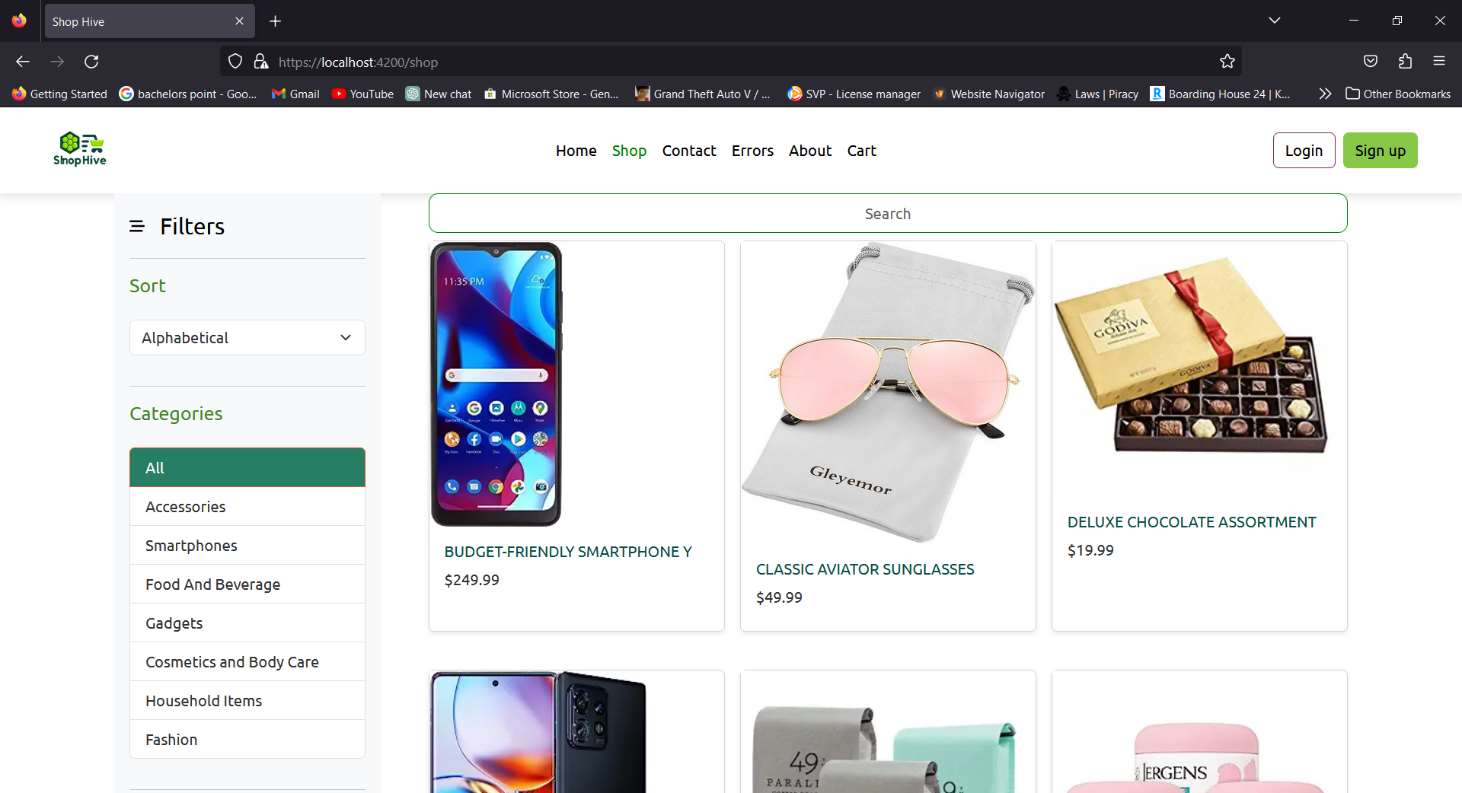 Shop Hive
https://localhost:4200/shop
Getting Started
bachelors point - Goo...
Gmail
YouTube
New chat
Microsoft Store - Gen...
Grand Theft Auto V / ...
SVP - License manager
Website Navigator
Laws | Piracy
Boarding House 24 | K...
Other Bookmarks
ShopHive
Home
Shop
Contact
Errors
About
Cart
Login
Sign up
Filters
Sort
Alphabetical
Categories
All
Accessories
Smartphones
Food And Beverage
Gadgets
Cosmetics and Body Care
Household Items
Fashion
Search
11:35 PM
BUDGET-FRIENDLY SMARTPHONE Y
$249.99
Gleyemor
CLASSIC AVIATOR SUNGLASSES
$49.99
GODIVA
DELUXE CHOCOLATE ASSORTMENT
$19.99
49
PARALL
JERGENS